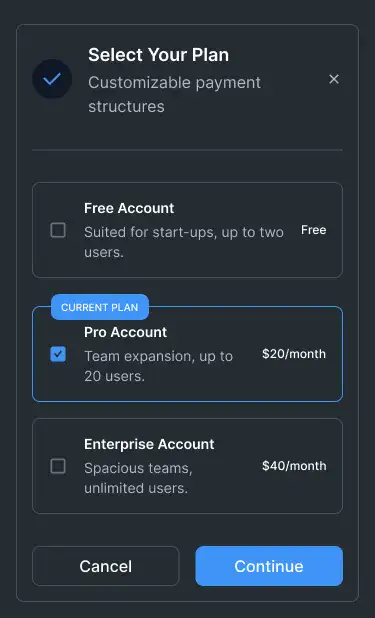 Select Your Plan
Customizable payment
structures
Free Account
Suited for start-ups, up to two
users.
Free
CURRENT PLAN
Pro Account
Team expansion, up to
20 users.
$20/month
Enterprise Account
Spacious teams,
unlimited users.
$40/month
Cancel
Continue